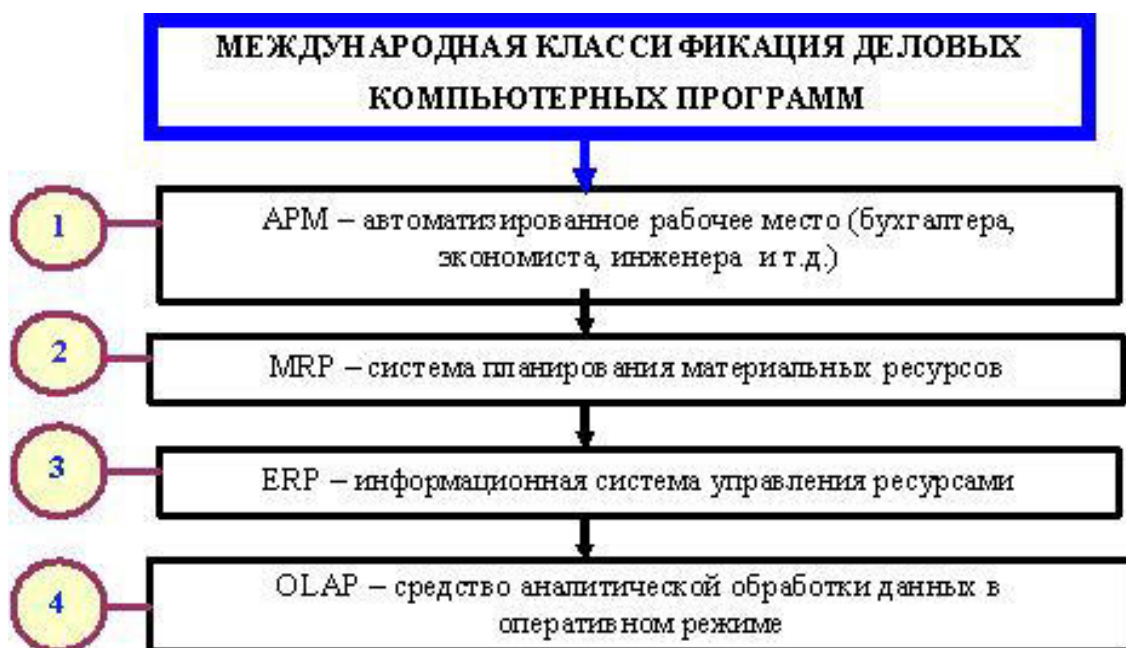 МЕЖДУНАРОДНАЯ КЛАССИФИКАЦИЯ ДЕЛОВЫХ
КОМПЬЮТЕРНЫХ ПРОГРАММ
1
АРМ – автоматизированное рабочее место (бухгалтера,
экономиста, инженера и т.д.)
2
MRP – система планирования материальных ресурсов
3
ERP – информационная система управления ресурсами
4
OLAP – средство аналитической обработки данных в
оперативном режиме